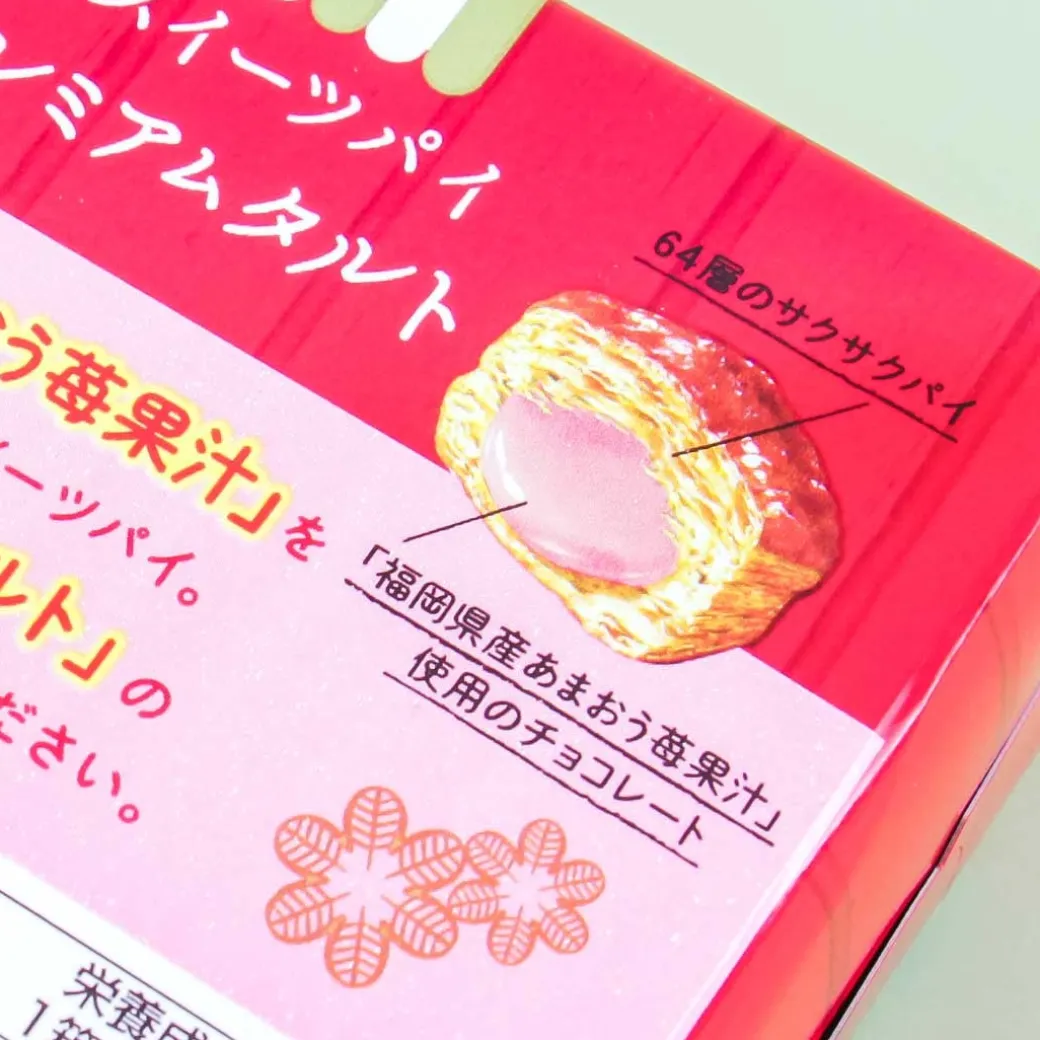 スイーツパイ
ミアムタルト
64層のサクサクパイ
う苺果汁」を
ーツパイ。
ルト」の
ださい。
「福岡県産あまおう苺果汁」
使用のチョコレート
栄養成
1箱